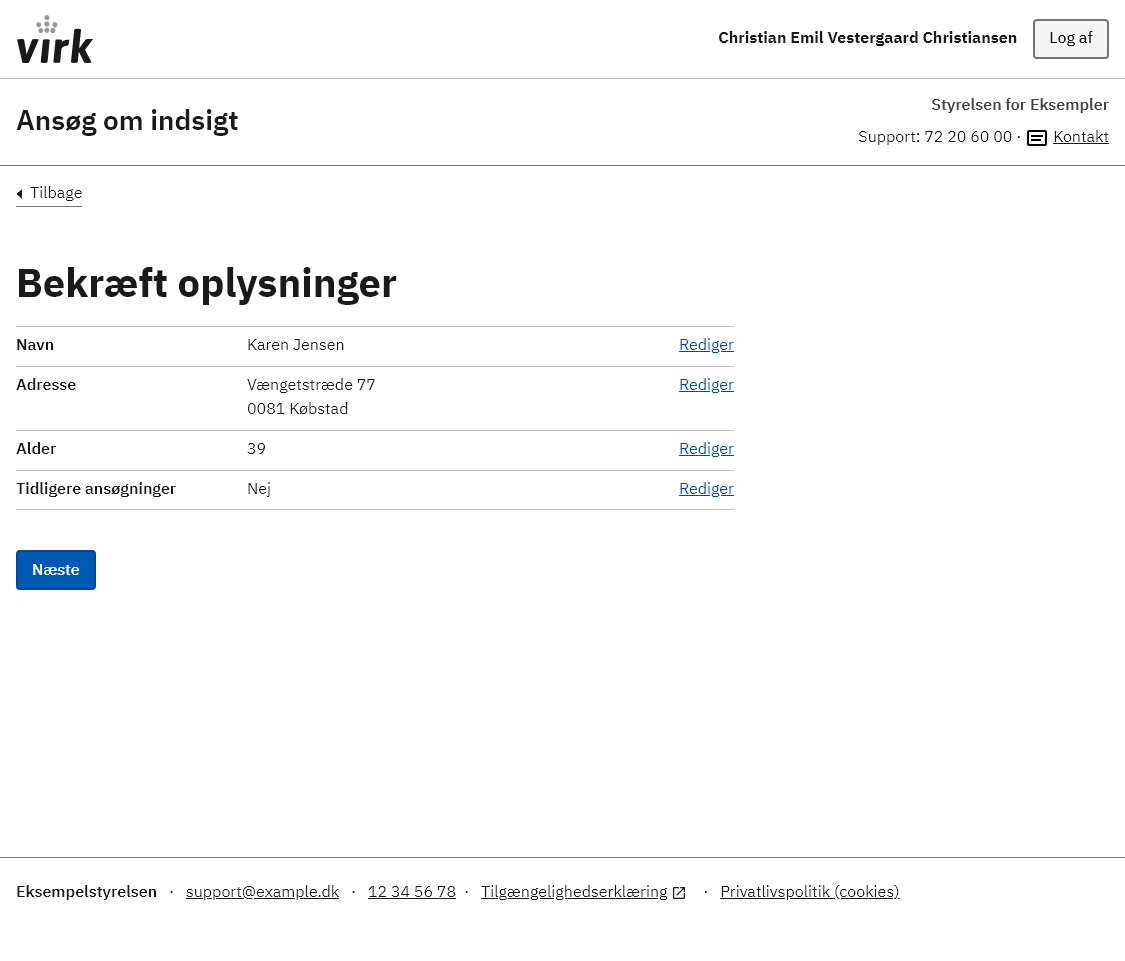 virk
Christian Emil Vestergaard Christiansen Log af
Ansøg om indsigt
Styrelsen for Eksempler
Support: 72 20 60 00 · Kontakt
Tilbage
Bekræft oplysninger
Navn Karen Jensen Rediger
Adresse Vængetstræde 77 Rediger
0081 Købstad
Alder 39 Rediger
Tidligere ansøgninger Nej Rediger
Næste
Eksempelstyrelsen · support@example.dk · 12 34 56 78 · Tilgængelighedserklæring · Privatlivspolitik (cookies)